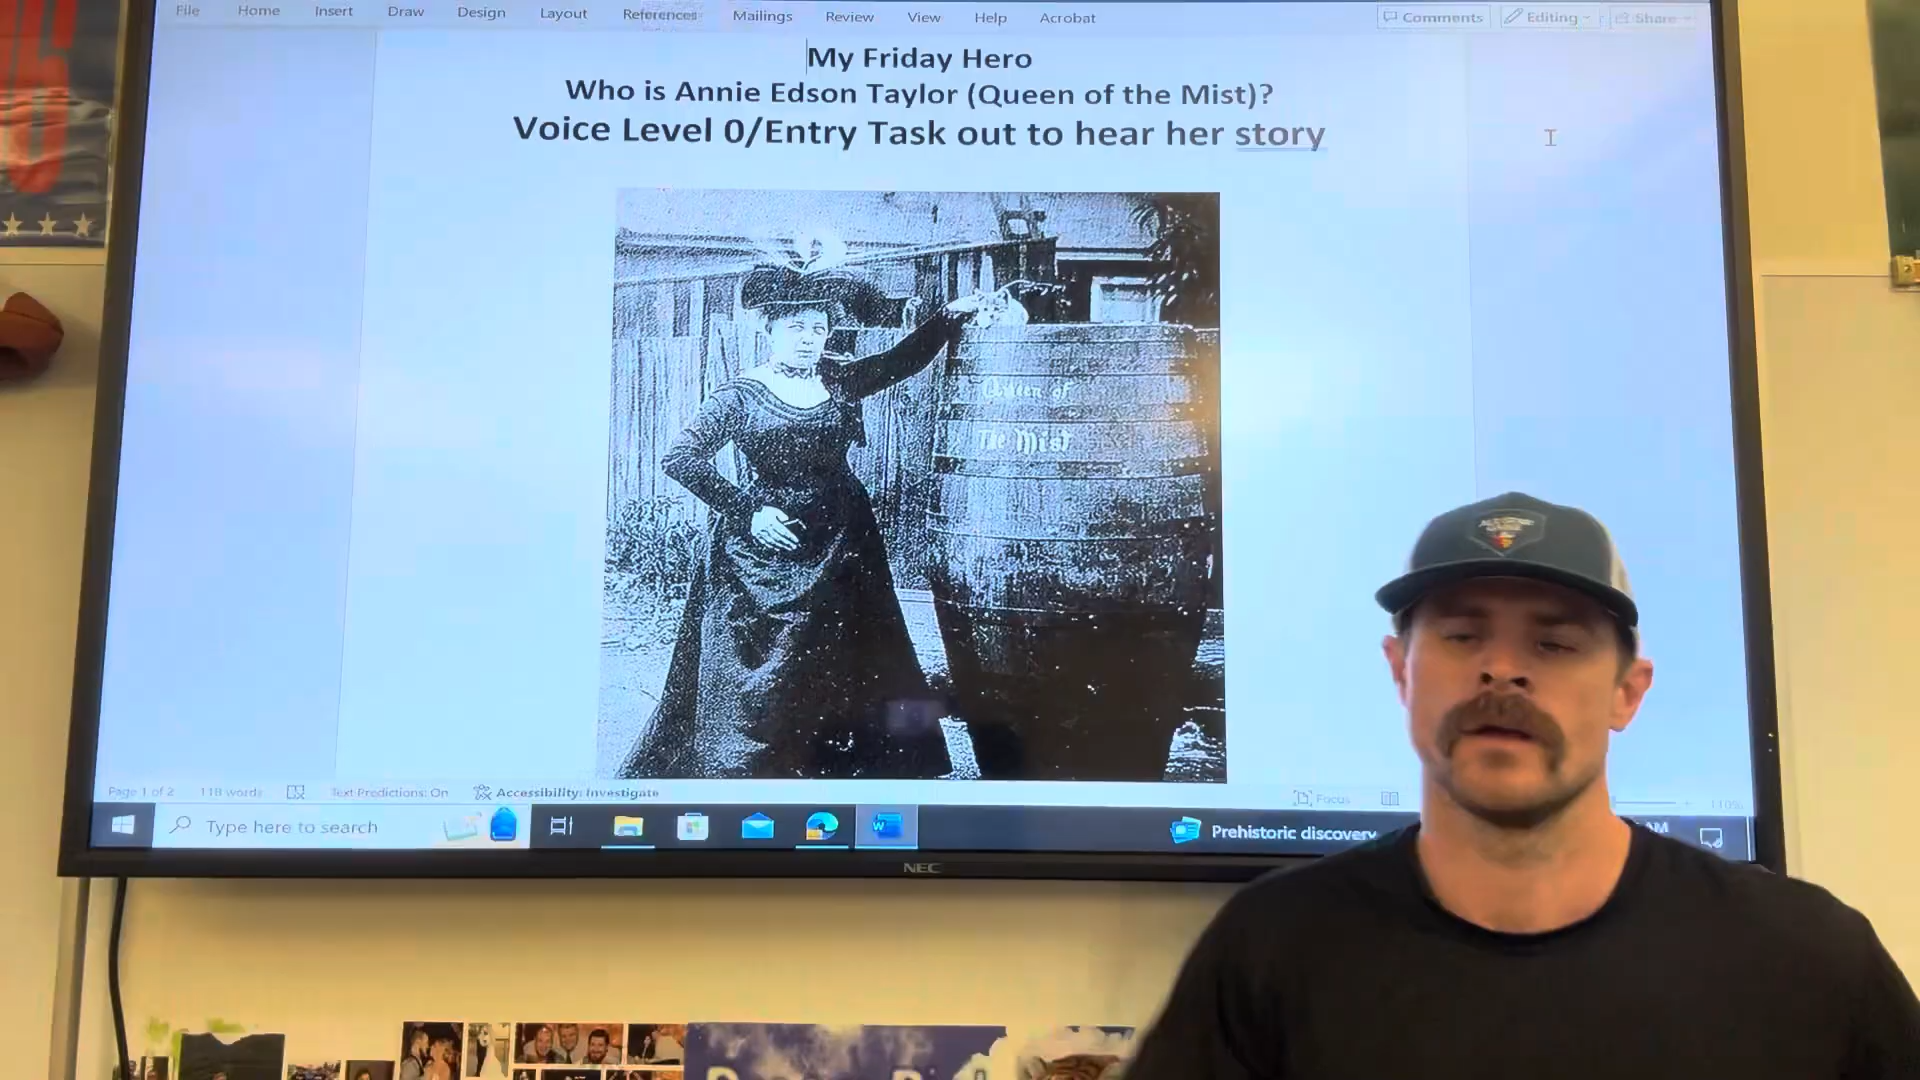 File Home Insert Draw Design Layout References Mailings Review View Help Acrobat Comments Editing Share
My Friday Hero
Who is Annie Edson Taylor (Queen of the Mist)?
Voice Level 0/Entry Task out to hear her story
Queen of
The Mist
Page 1 of 2 118 words Text Predictions: On Accessibility: Investigate Focus 110%
Type here to search Prehistoric discovery AM
NEC